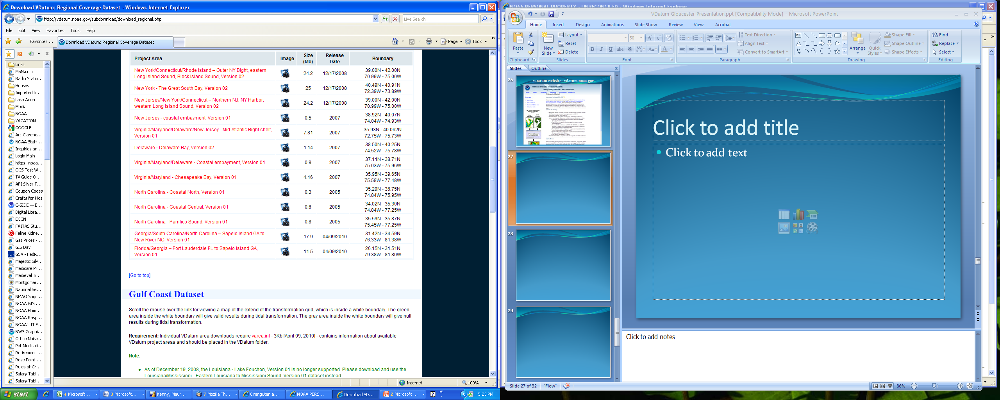 Download VDatum: Regional Coverage Dataset - Windows Internet Explorer
http://vdatum.noaa.gov/subdownload/download_regional.php
Live Search
File Edit View Favorites Tools Help
Favorites ...
Download VDatum: Regional Coverage Dataset
Page
Tools
Links
MSN.com
Radio Statio...
Houses
Imported b...
Lake Anna
Media
NOAA
VACATION
GOOGLE
Art-Clarenc...
NOAA Staff...
Inquiries an...
Login Main
https--noaa...
OCS Test W...
TV Guide O...
AFI Silver T...
Coupon Codes
Crafts for Kids
C-SIDE — E...
Digital Libra...
ECCN
FAITAS Stu...
Feline Kidne...
Gas Prices -...
GIS Day
GSA - FedR...
Majestic Silv...
Medicare Pr...
Medieval Ti...
Montgomer...
National Se...
NMAO Ship ...
NOAA GIS ...
NOAA Hum...
NOAA Resp...
NOAA's IT E...
NWS Graphi...
Office Noise...
Pet Medicati...
Retirement ...
Rose Point ...
Rules of Gr...
Salary Tabl...
Salary Tabl...
Project Area Image Size (Mb) Release Date Boundary
New York/Connecticut/Rhode Island – Outer NY Bight, eastern
Long Island Sound, Block Island Sound, Version 02
24.2 12/17/2008
39.00N - 42.00N
70.99W - 75.00W
New York - The Great South Bay, Version 02
25 12/17/2008
40.49N - 40.91N
72.39W - 73.89W
New Jersey/New York/Connecticut – Northern NJ, NY Harbor,
western Long Island Sound, Version 02
24.2 12/17/2008
39.00N - 42.00N
70.99W - 75.00W
New Jersey - coastal embayment, Version 01
0.5 2007
38.92N - 40.07N
74.04W - 74.93W
Virginia/Maryland/Delaware/New Jersey - Mid-Atlantic Bight shelf,
Version 01
7.81 2007
35.93N - 40.062N
72.75W - 75.73W
Delaware - Delaware Bay, Version 02
1.14 2007
38.50N - 40.25N
74.52W - 75.78W
Virginia/Maryland/Delaware - Coastal embayment, Version 01
0.9 2007
37.11N - 38.71N
75.03W - 75.96W
Virginia/Maryland - Chesapeake Bay, Version 01
4.16 2007
35.95N - 39.65N
75.58W - 77.48W
North Carolina - Coastal North, Version 01
0.3 2005
35.29N - 36.75N
74.84W - 75.95W
North Carolina - Coastal Central, Version 01
0.6 2005
34.02N - 35.30N
74.84W - 77.25W
North Carolina - Pamlico Sound, Version 01
0.8 2005
35.59N - 35.87N
75.45W - 77.25W
Georgia/South Carolina/North Carolina – Sapelo Island GA to
New River NC, Version 01
17.9 04/09/2010
31.42N - 34.59N
76.33W - 81.38W
Florida/Georgia – Fort Lauderdale FL to Sapelo Island GA,
Version 01
11.5 04/09/2010
26.15N - 31.51N
79.38W - 81.80W
[Go to top]
Gulf Coast Dataset
Scroll the mouse over the link for viewing a map of the extend of the transformation grid, which is inside a white boundary. The green
area inside the white boundary will give valid results during tidal transformation. The gray area inside the white boundary will give null
results during tidal transformation.
Requirement: Individual VDatum area downloads require varea.inf - 3Kb [April 09, 2010] - contains information about available
VDatum project areas and should be placed in the VDatum folder.
Note:
• As of December 19, 2008, the Louisiana - Lake Fouchon, Version 01 is no longer supported. Please download and use the
Louisiana/Mississippi - Eastern Louisiana to Mississippi Sound, Version 01 dataset instead
Internet
100%
start
4 Microsoft...
3 Microsoft...
Kenny, Maur...
7 Mozilla Th...
Orangutan a...
NOAA PERS...
Download VD...
2 Microsoft ...
5:23 PM
NOAA PERSONAL PROPERTY - UNRECONCILED - Windows Internet Explorer
VDatum Gloucester Presentation.ppt [Compatibility Mode] - Microsoft PowerPoint
Home Insert Design Animations Slide Show Review View Acrobat
Paste
Clipboard
New Slide
Layout
Reset
Delete
Slides
50
Font
Text Direction
Align Text
Convert to SmartArt
Paragraph
Arrange
Quick Styles
Shape Fill
Shape Outline
Shape Effects
Drawing
Find
Replace
Select
Editing
Slides Outline
26
VDatum Website: vdatum.noaa.gov
Vertical Datum Transformation
Integrating America's Elevation Data
Welcome to VDatum!
27
28
29
Click to add title
• Click to add text
Click to add notes
Slide 27 of 32
"Flow"
86%